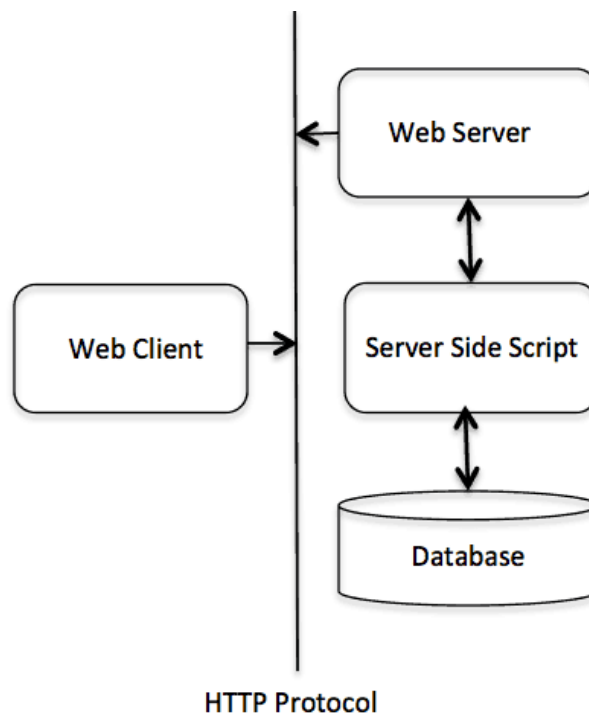 Web Server
Web Client
Server Side Script
Database
HTTP Protocol